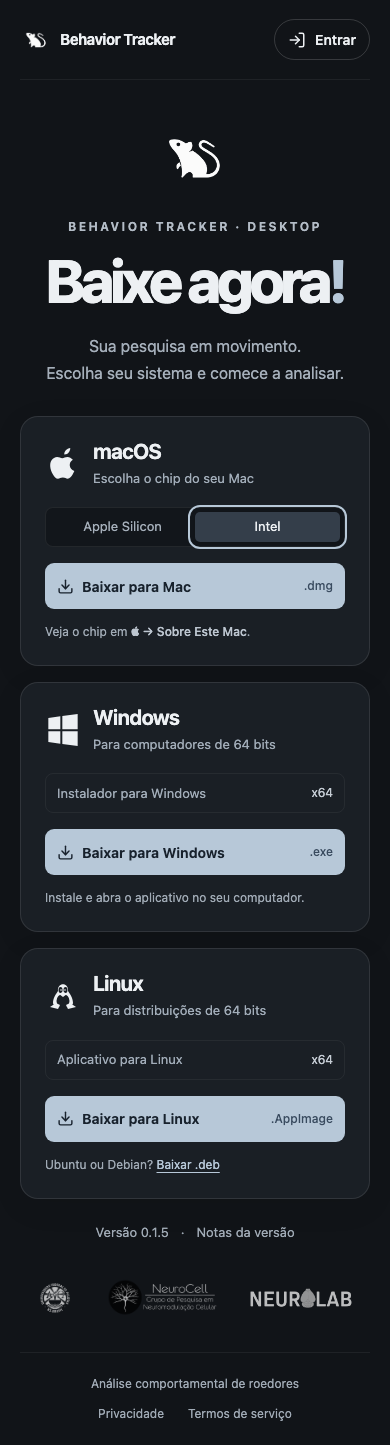 Behavior Tracker
Entrar
BEHAVIOR TRACKER · DESKTOP
Baixe agora!
Sua pesquisa em movimento.
Escolha seu sistema e comece a analisar.
macOS
Escolha o chip do seu Mac
Apple Silicon
Intel
Baixar para Mac
.dmg
Veja o chip em → Sobre Este Mac.
Windows
Para computadores de 64 bits
Instalador para Windows
x64
Baixar para Windows
.exe
Instale e abra o aplicativo no seu computador.
Linux
Para distribuições de 64 bits
Aplicativo para Linux
x64
Baixar para Linux
.AppImage
Ubuntu ou Debian? Baixar .deb
Versão 0.1.5 · Notas da versão
NeuroCell
Grupo de Pesquisa em
Neuromodulação Celular
NEUROLAB
Análise comportamental de roedores
Privacidade
Termos de serviço